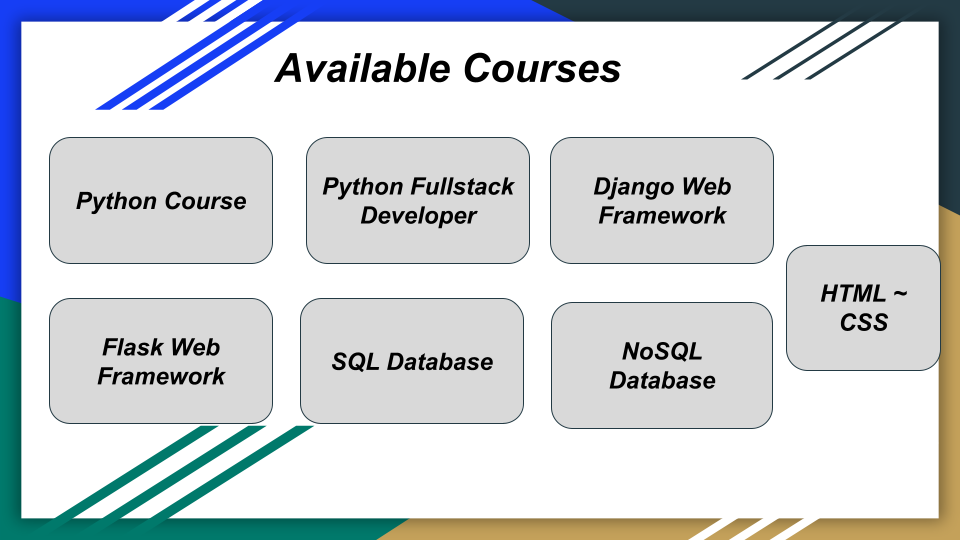 Available Courses
Python Course
Python Fullstack
Developer
Django Web
Framework
HTML ~
CSS
Flask Web
Framework
SQL Database
NoSQL
Database